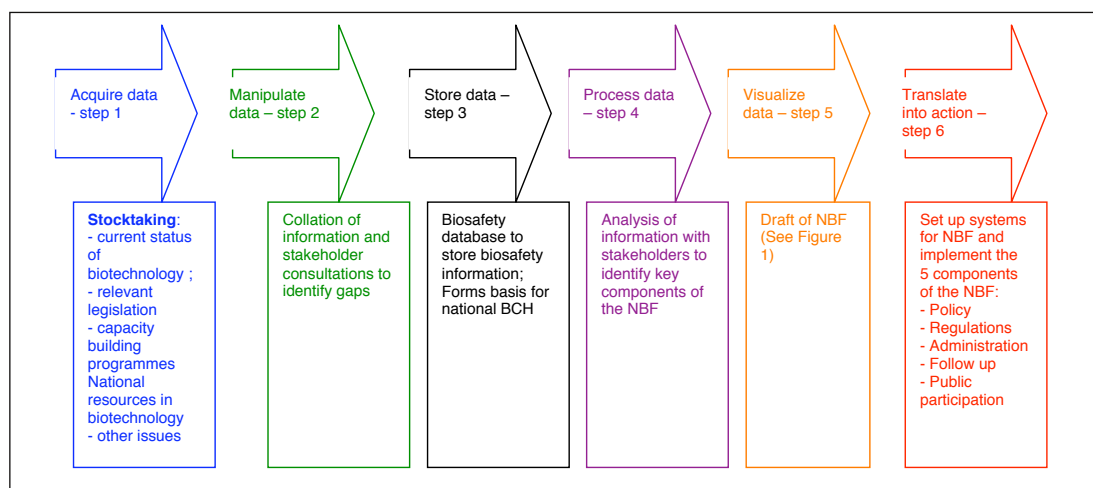 Acquire data
- step 1
Manipulate
data – step 2
Store data –
step 3
Process data
– step 4
Visualize
data – step 5
Translate
into action –
step 6
Stocktaking:
- current status
of
biotechnology ;
- relevant
legislation
- capacity
building
programmes
National
resources in
biotechnology
- other issues
Collation of
information and
stakeholder
consultations to
identify gaps
Biosafety
database to
store biosafety
information;
Forms basis for
national BCH
Analysis of
information with
stakeholders to
identify key
components of
the NBF
Draft of NBF
(See Figure
1)
Set up systems
for NBF and
implement the
5 components
of the NBF:
- Policy
- Regulations
- Administration
- Follow up
- Public
participation